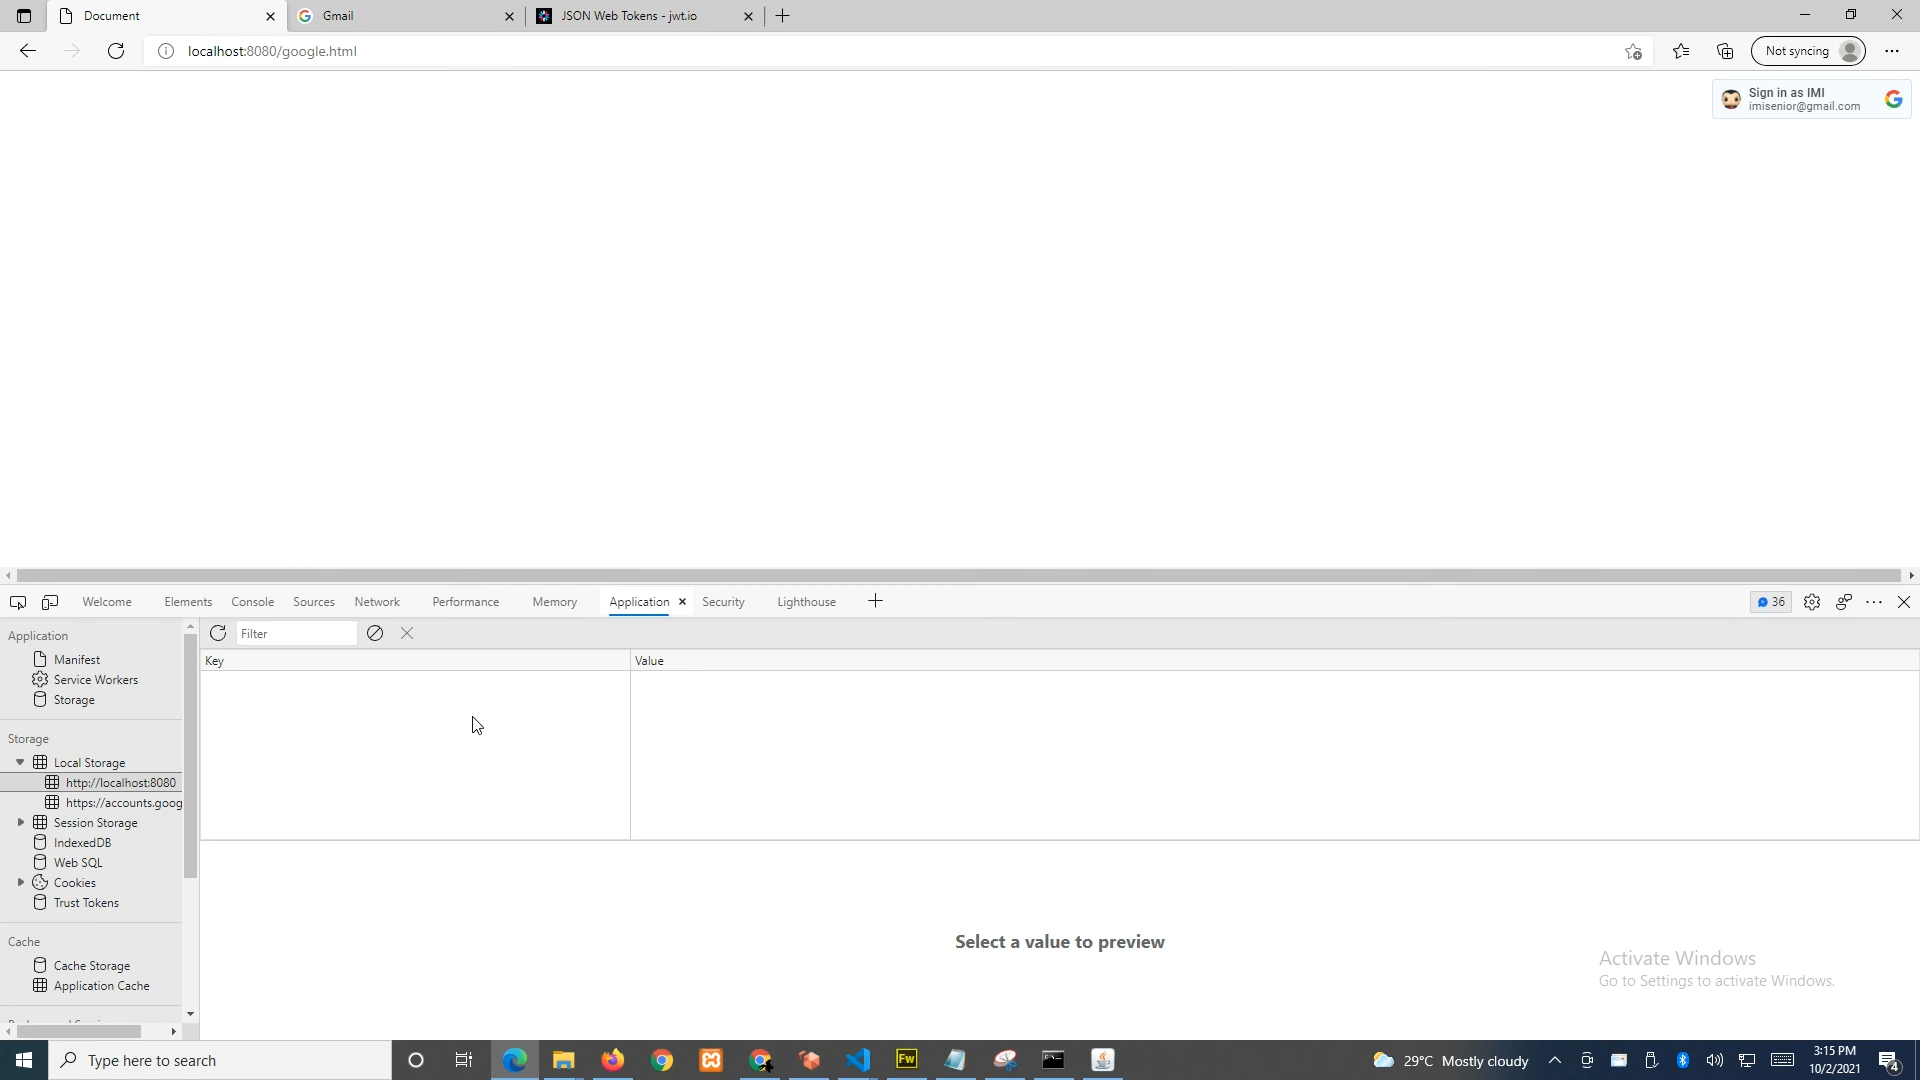 Document
Gmail
JSON Web Tokens - jwt.io
localhost:8080/google.html
Not syncing
Sign in as IMI
imisenior@gmail.com
Welcome
Elements
Console
Sources
Network
Performance
Memory
Application
Security
Lighthouse
36
Application
Manifest
Service Workers
Storage
Storage
Local Storage
http://localhost:8080
https://accounts.goog
Session Storage
IndexedDB
Web SQL
Cookies
Trust Tokens
Cache
Cache Storage
Application Cache
Filter
Key
Value
Select a value to preview
Activate Windows
Go to Settings to activate Windows.
Type here to search
Fw
29°C Mostly cloudy
3:15 PM
10/2/2021
4